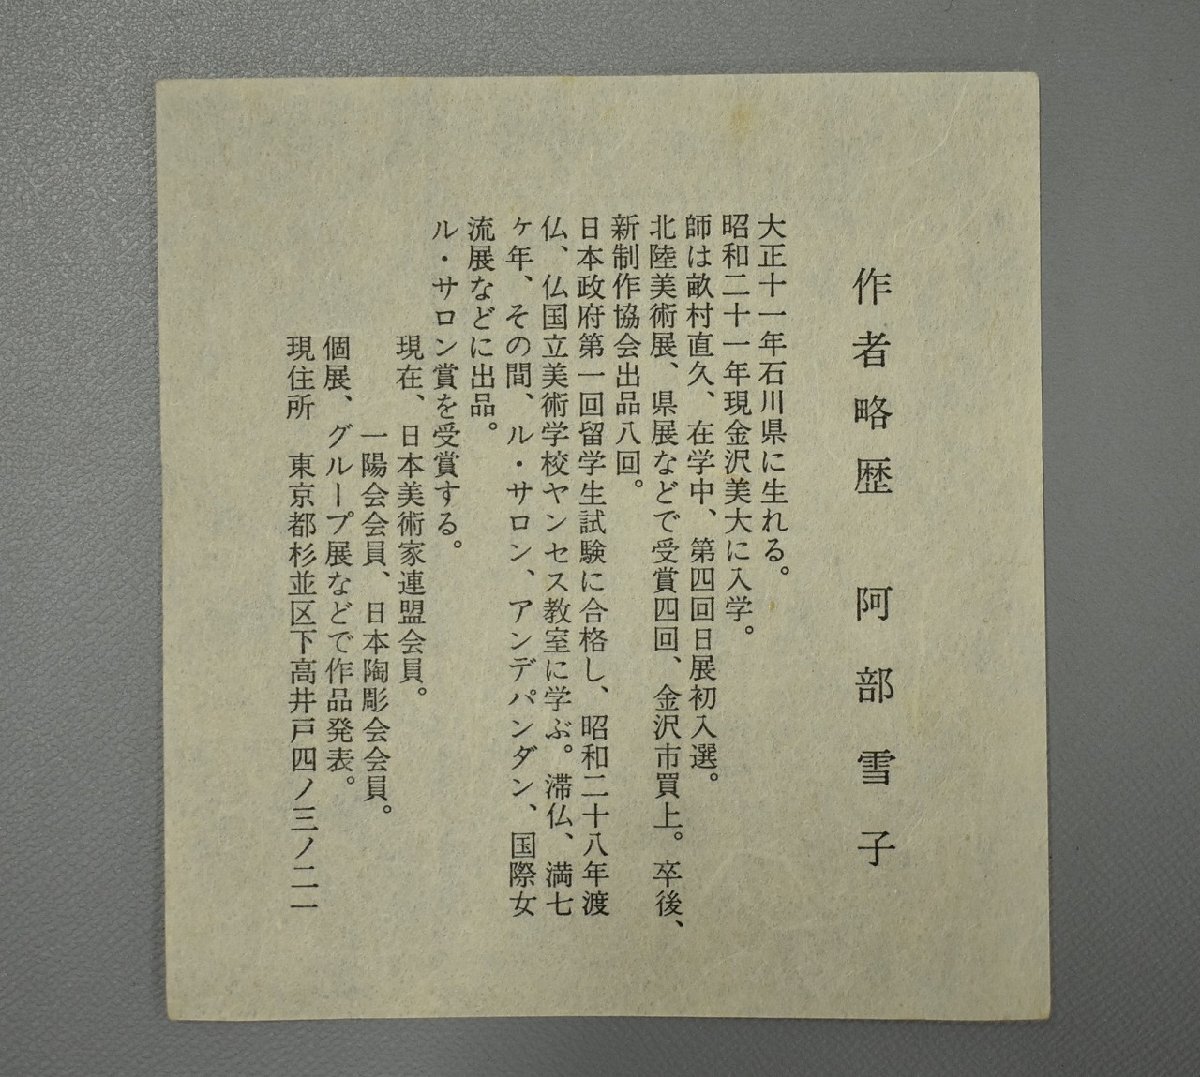 作者略歴　阿部雪子
大正十一年石川県に生れる。
昭和二十一年現金沢美大に入学。
師は畝村直久、在学中、第四回日展初入選。
北陸美術展、県展などで受賞四回、金沢市買上。卒後、
新制作協会出品八回。
日本政府第一回留学生試験に合格し、昭和二十八年渡
仏、仏国立美術学校ヤンセス教室に学ぶ。滞仏、満七
ヶ年、その間、ル・サロン、アンデパンダン、国際女
流展などに出品。
ル・サロン賞を受賞する。
現在、日本美術家連盟会員。
一陽会会員、日本陶彫会会員。
個展、グループ展などで作品発表。
現住所　東京都杉並区下高井戸四ノ三ノ二一